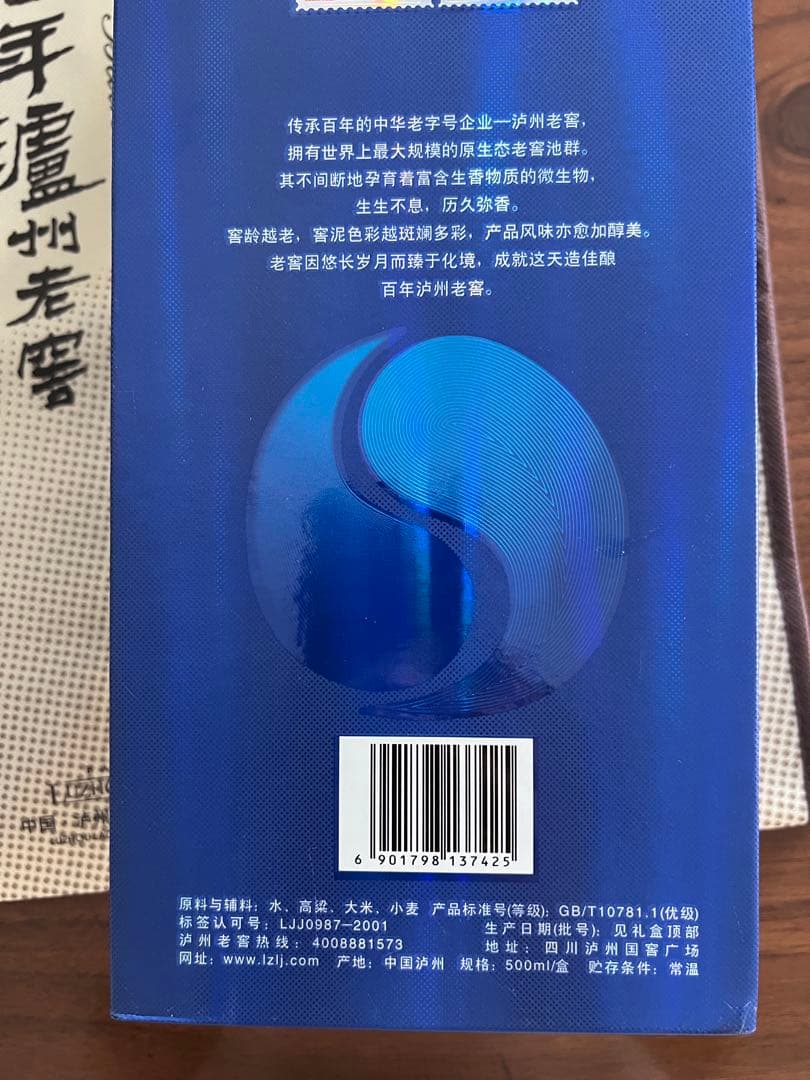 年
泸
州
老
窖
中国·泸州
传承百年的中华老字号企业—泸州老窖，
拥有世界上最大规模的原生态老窖池群。
其不间断地孕育着富含生香物质的微生物，
生生不息，历久弥香。
窖龄越老，窖泥色彩越斑斓多彩，产品风味亦愈加醇美。
老窖因悠长岁月而臻于化境，成就这天造佳酿
百年泸州老窖。
6 901798 137425
原料与辅料：水、高粱、大米、小麦 产品标准号(等级)：GB/T10781.1(优级)
标签认可号：LJJ0987-2001 生产日期(批号)：见礼盒顶部
泸州老窖热线：4008881573 地址：四川泸州国窖广场
网址：www.lzlj.com 产地：中国泸州 规格：500ml/盒 贮存条件：常温